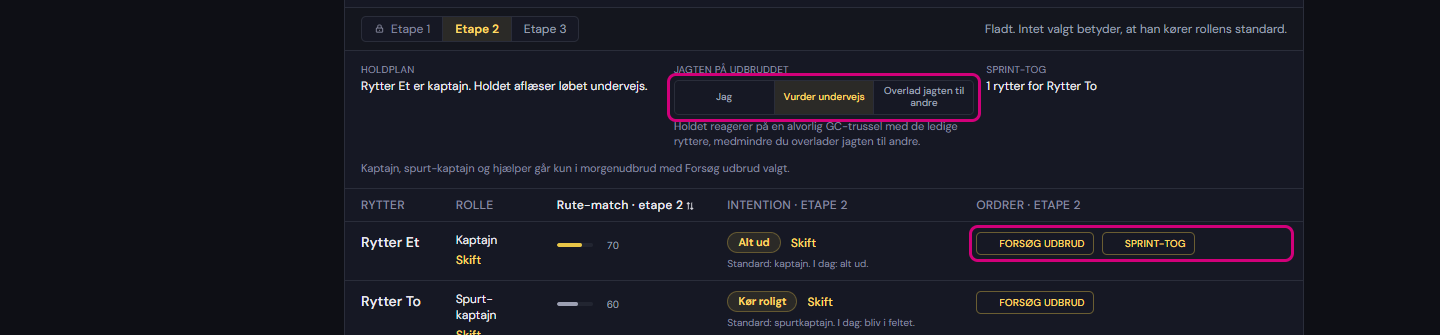 Etape 1 Etape 2 Etape 3 Fladt. Intet valgt betyder, at han kører rollens standard.
HOLDPLAN JAGTEN PÅ UDBRUDDET SPRINT-TOG
Rytter Et er kaptajn. Holdet aflæser løbet undervejs. 1 rytter for Rytter To
Jag Vurder undervejs Overlad jagten til
andre
Holdet reagerer på en alvorlig GC-trussel med de ledige
ryttere, medmindre du overlader jagten til andre.
Kaptajn, spurt-kaptajn og hjælper går kun i morgenudbrud med Forsøg udbrud valgt.
RYTTER ROLLE Rute-match · etape 2 ⇅ INTENTION · ETAPE 2 ORDRER · ETAPE 2
Rytter Et Kaptajn 70 Alt ud Skift FORSØG UDBRUD SPRINT-TOG
Skift Standard: kaptajn. I dag: alt ud.
Rytter To Spurt-
kaptajn 60 Kør roligt Skift FORSØG UDBRUD
Standard: spurtkaptajn. I dag: bliv i feltet.
Skift